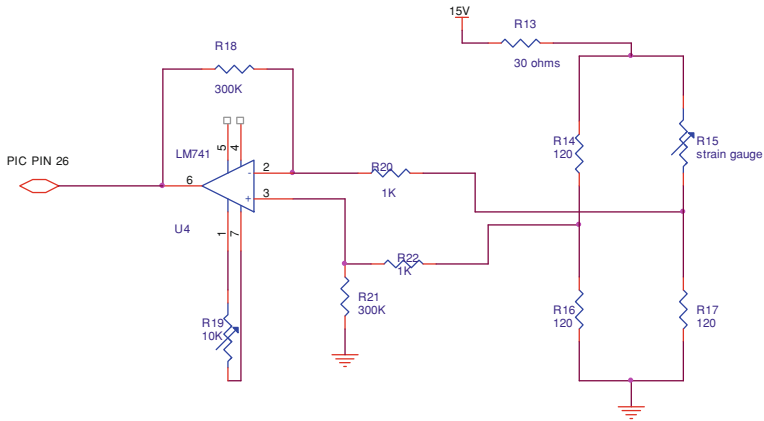 15V
R13
30 ohms
R18
300K
5
4
LM741
PIC PIN 26
6
-
2
3
+
U4
1
7
R20
1K
R14
120
R15
strain gauge
R22
1K
R21
300K
R19
10K
R16
120
R17
120